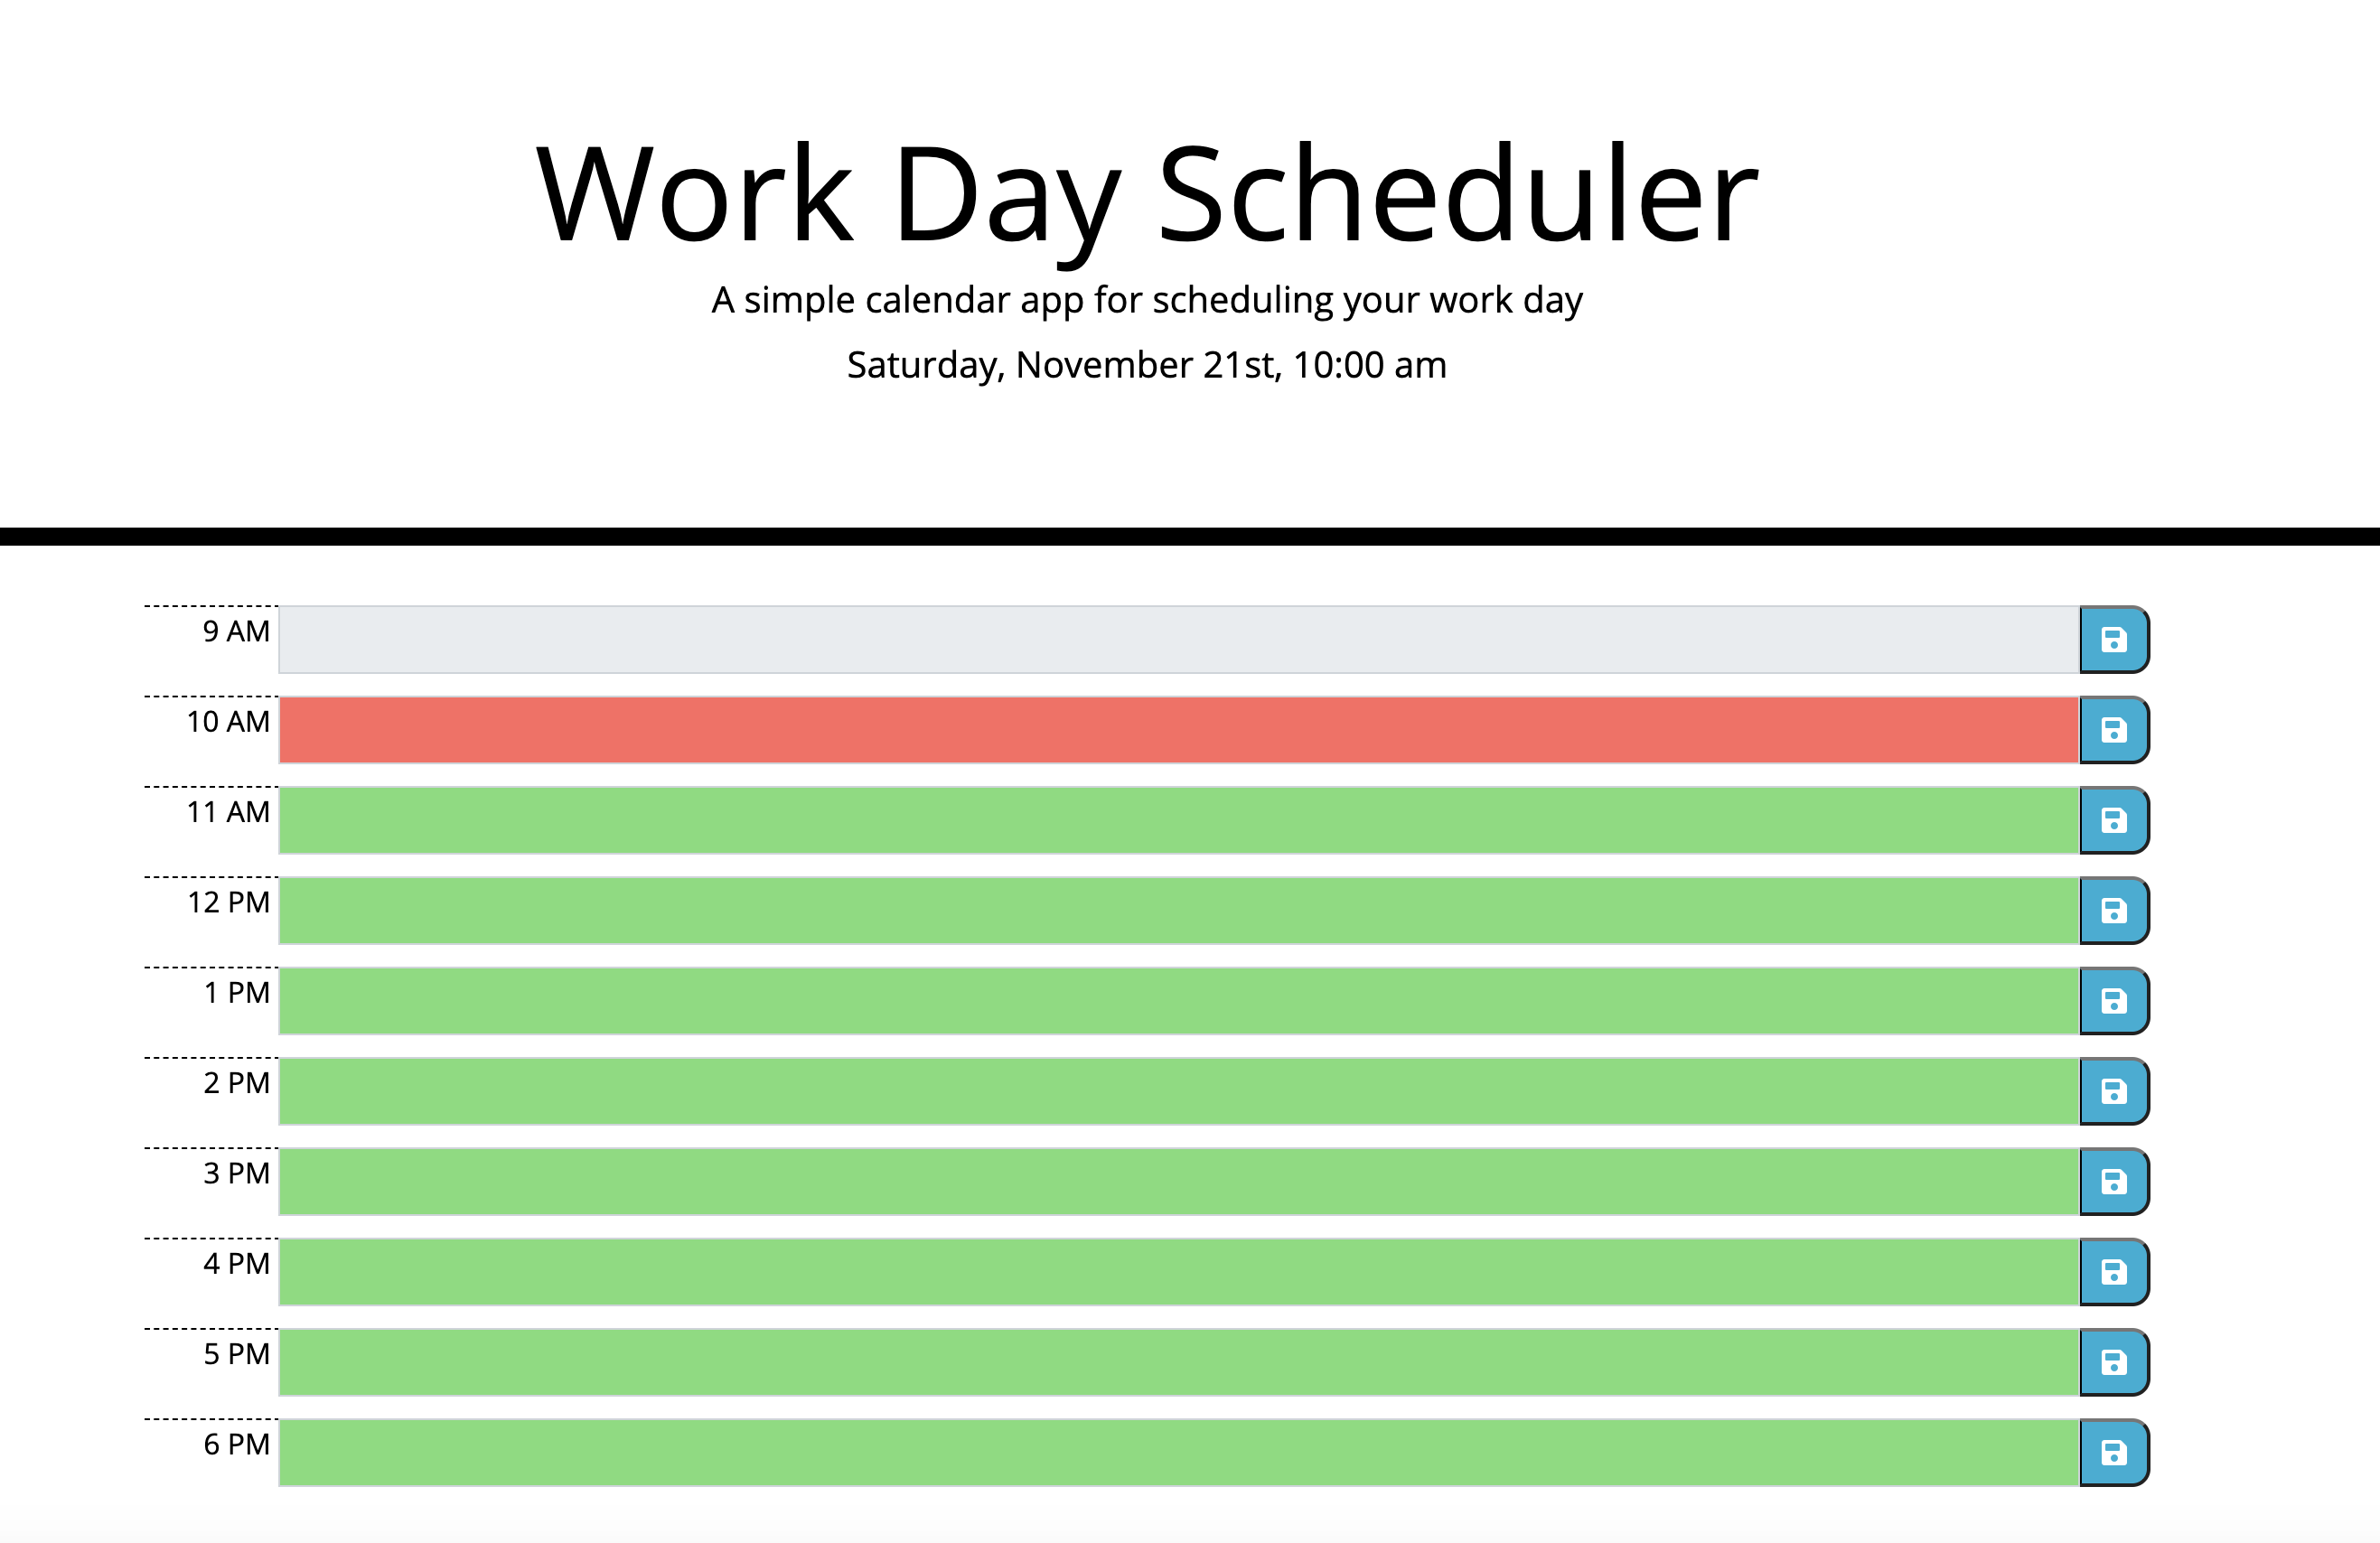 Work Day Scheduler
A simple calendar app for scheduling your work day
Saturday, November 21st, 10:00 am
9 AM
10 AM
11 AM
12 PM
1 PM
2 PM
3 PM
4 PM
5 PM
6 PM